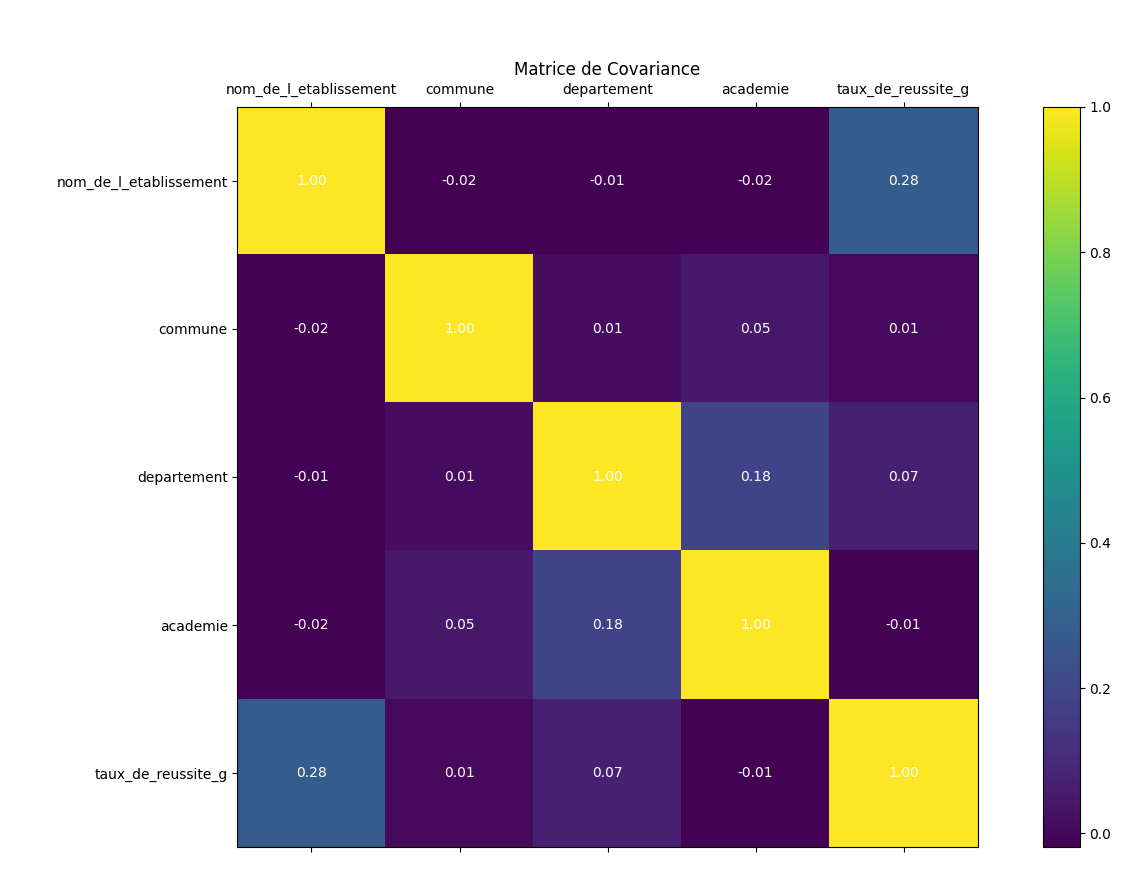 Matrice de Covariance
nom_de_l_etablissement commune departement academie taux_de_reussite_g
nom_de_l_etablissement 1.00 -0.02 -0.01 -0.02 0.28
commune -0.02 1.00 0.01 0.05 0.01
departement -0.01 0.01 1.00 0.18 0.07
academie -0.02 0.05 0.18 1.00 -0.01
taux_de_reussite_g 0.28 0.01 0.07 -0.01 1.00
1.0
0.8
0.6
0.4
0.2
0.0